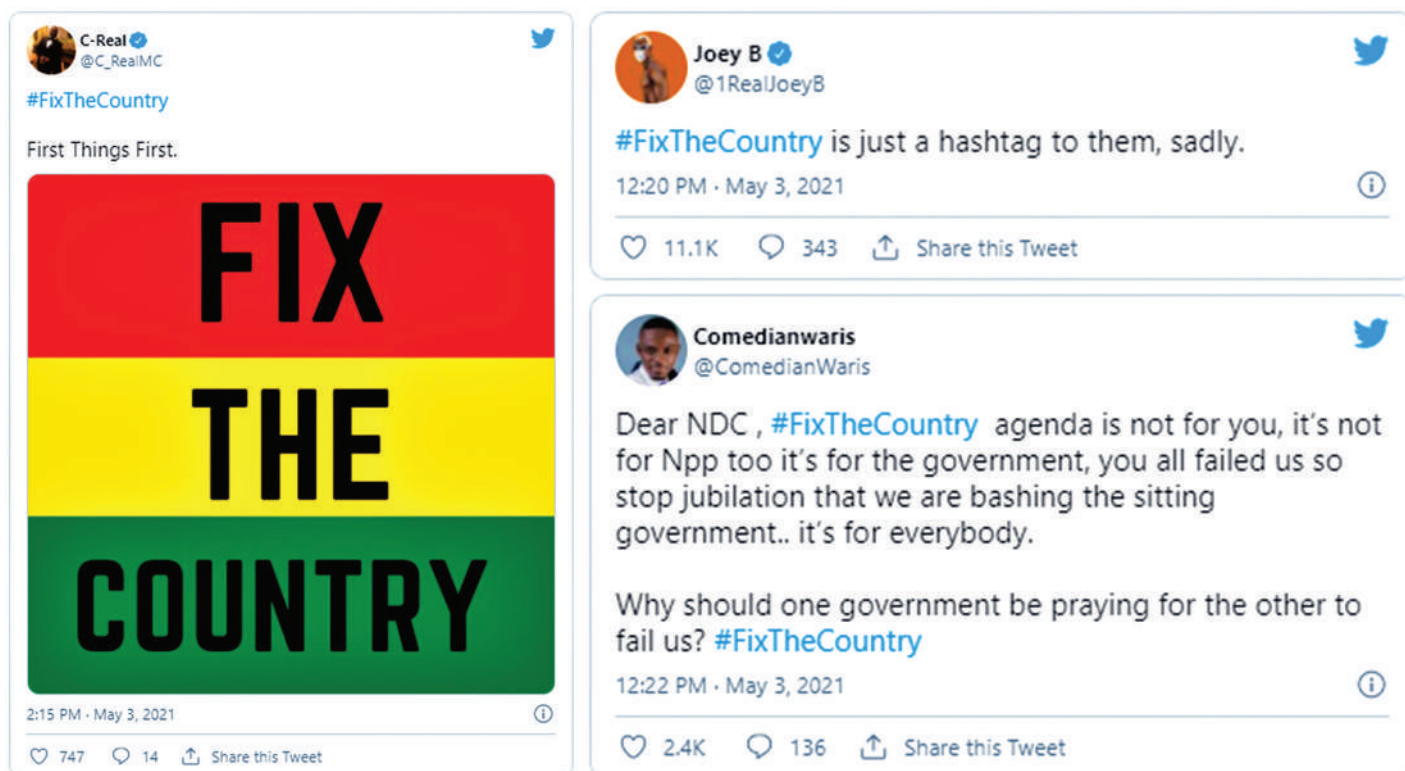 C-Real
@C_RealMC
#FixTheCountry
First Things First.
FIX
THE
COUNTRY
2:15 PM · May 3, 2021
747 14 Share this Tweet
Joey B
@1RealJoeyB
#FixTheCountry is just a hashtag to them, sadly.
12:20 PM · May 3, 2021
11.1K 343 Share this Tweet
Comedianwaris
@ComedianWaris
Dear NDC , #FixTheCountry agenda is not for you, it's not
for Npp too it's for the government, you all failed us so
stop jubilation that we are bashing the sitting
government.. it's for everybody.
Why should one government be praying for the other to
fail us? #FixTheCountry
12:22 PM · May 3, 2021
2.4K 136 Share this Tweet